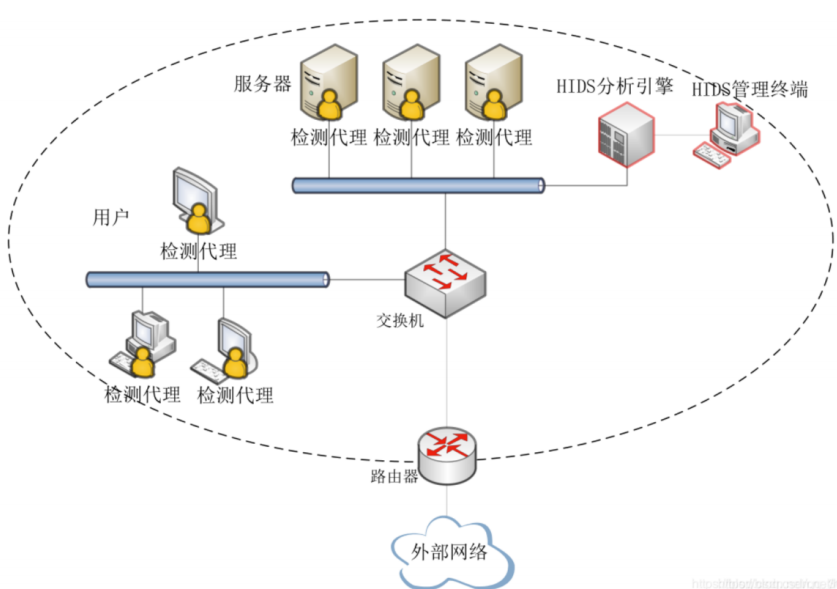 服务器
HIDS分析引擎
HIDS管理终端
检测代理 检测代理 检测代理
用户
检测代理
交换机
检测代理
检测代理
路由器
外部网络